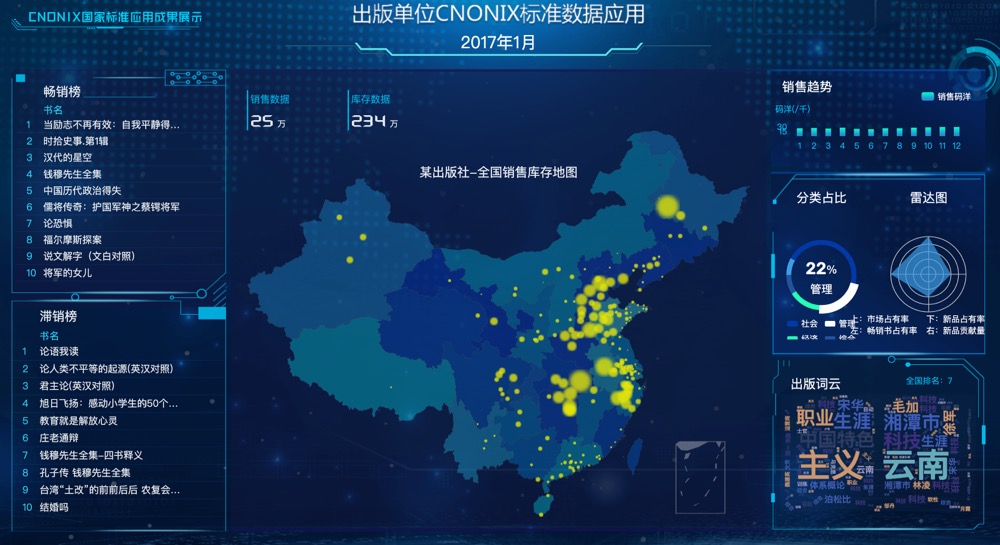 CNONIX国家标准应用成果展示
出版单位CNONIX标准数据应用
2017年1月
畅销榜
书名
1 当励志不再有效：自我平静得...
2 时拾史事.第1辑
3 汉代的星空
4 钱穆先生全集
5 中国历代政治得失
6 儒将传奇：护国军神之蔡锷将军
7 论恐惧
8 福尔摩斯探案
9 说文解字（文白对照）
10 将军的女儿
滞销榜
书名
1 论语我读
2 论人类不平等的起源(英汉对照)
3 君主论(英汉对照)
4 旭日飞扬：感动小学生的50个...
5 教育就是解放心灵
6 庄老通辩
7 钱穆先生全集-四书释义
8 孔子传 钱穆先生全集
9 台湾“土改”的前前后后 农复会...
10 结婚吗
销售数据
25 万
库存数据
234 万
某出版社-全国销售库存地图
销售趋势
销售码洋
码洋(/千)
1 2 3 4 5 6 7 8 9 10 11 12
分类占比
22%
管理
社会 管理
经济 综合
雷达图
上：市场占有率 下：新品占有率
左：畅销书占有率 右：新品贡献量
出版词云
全国排名：7
科技 宋华 毛加 科技
职业 生涯 湘潭市 徐军
中国特色 科技 生涯
主义 云南 云南
体系概论 湘潭市 林凌 科技
泊松比 科技 软性